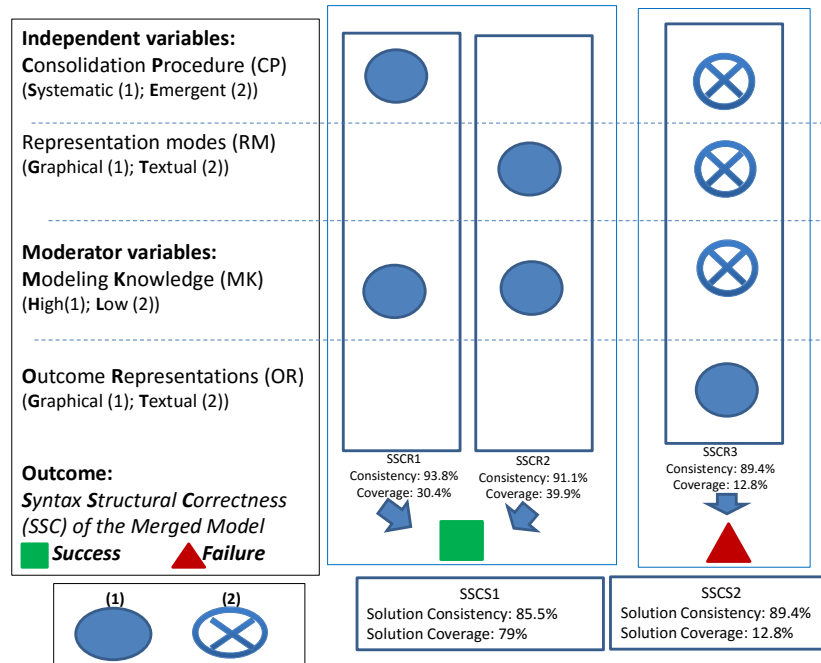 Independent variables:
Consolidation Procedure (CP)
(Systematic (1); Emergent (2))
Representation modes (RM)
(Graphical (1); Textual (2))
Moderator variables:
Modeling Knowledge (MK)
(High(1); Low (2))
Outcome Representations (OR)
(Graphical (1); Textual (2))
Outcome:
Syntax Structural Correctness
(SSC) of the Merged Model
Success Failure
SSCR1
Consistency: 93.8%
Coverage: 30.4%
SSCR2
Consistency: 91.1%
Coverage: 39.9%
SSCR3
Consistency: 89.4%
Coverage: 12.8%
(1) (2)
SSCS1
Solution Consistency: 85.5%
Solution Coverage: 79%
SSCS2
Solution Consistency: 89.4%
Solution Coverage: 12.8%